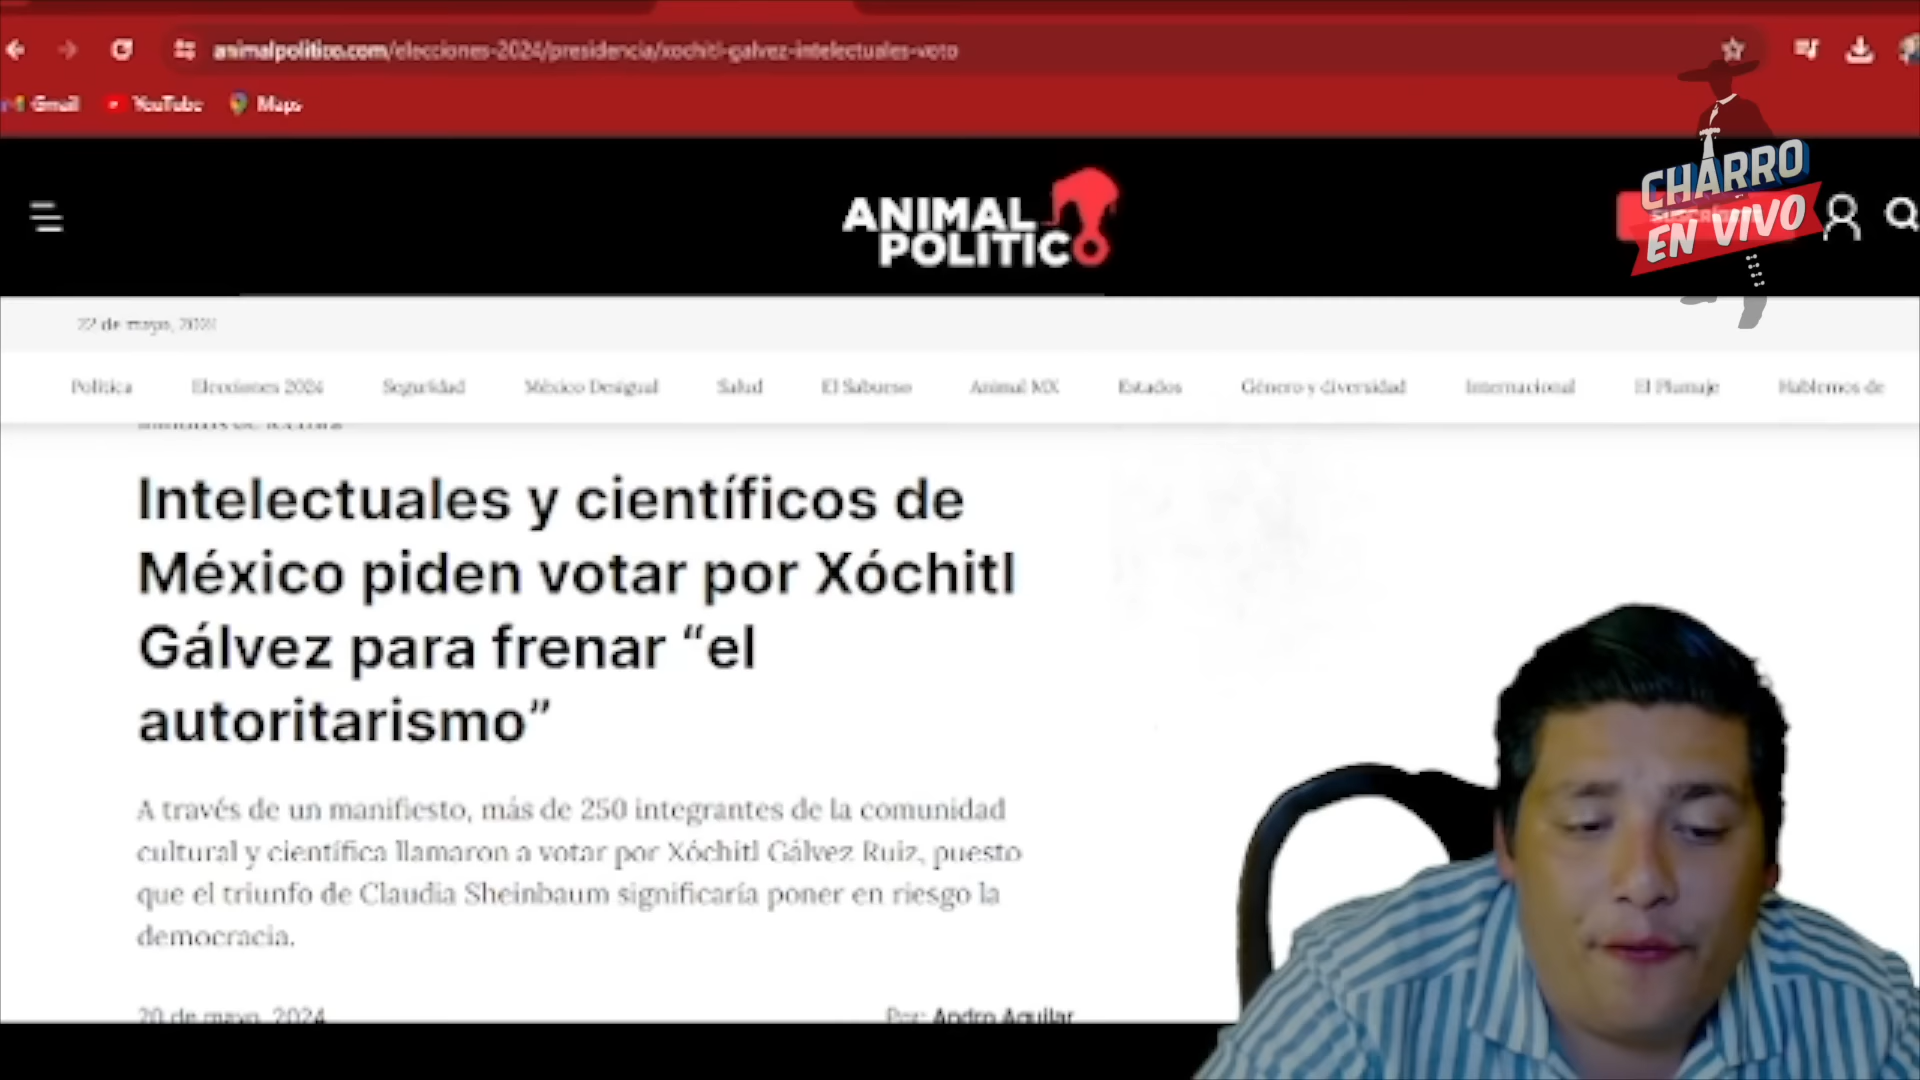 animalpolitico.com/elecciones-2024/presidencia/xochitl-galvez-intelectuales-voto
Gmail YouTube Maps
ANIMAL
POLITICO
CHARRO
EN VIVO
22 de mayo, 2024
Política Elecciones 2024 Seguridad México Desigual Salud El Sabueso Animal MX Estados Género y diversidad Internacional El Plumaje Hablemos de
Intelectuales y científicos de
México piden votar por Xóchitl
Gálvez para frenar “el
autoritarismo”
A través de un manifiesto, más de 250 integrantes de la comunidad
cultural y científica llamaron a votar por Xóchitl Gálvez Ruiz, puesto
que el triunfo de Claudia Sheinbaum significaría poner en riesgo la
democracia.
20 de mayo, 2024 Por: Andro Aguilar